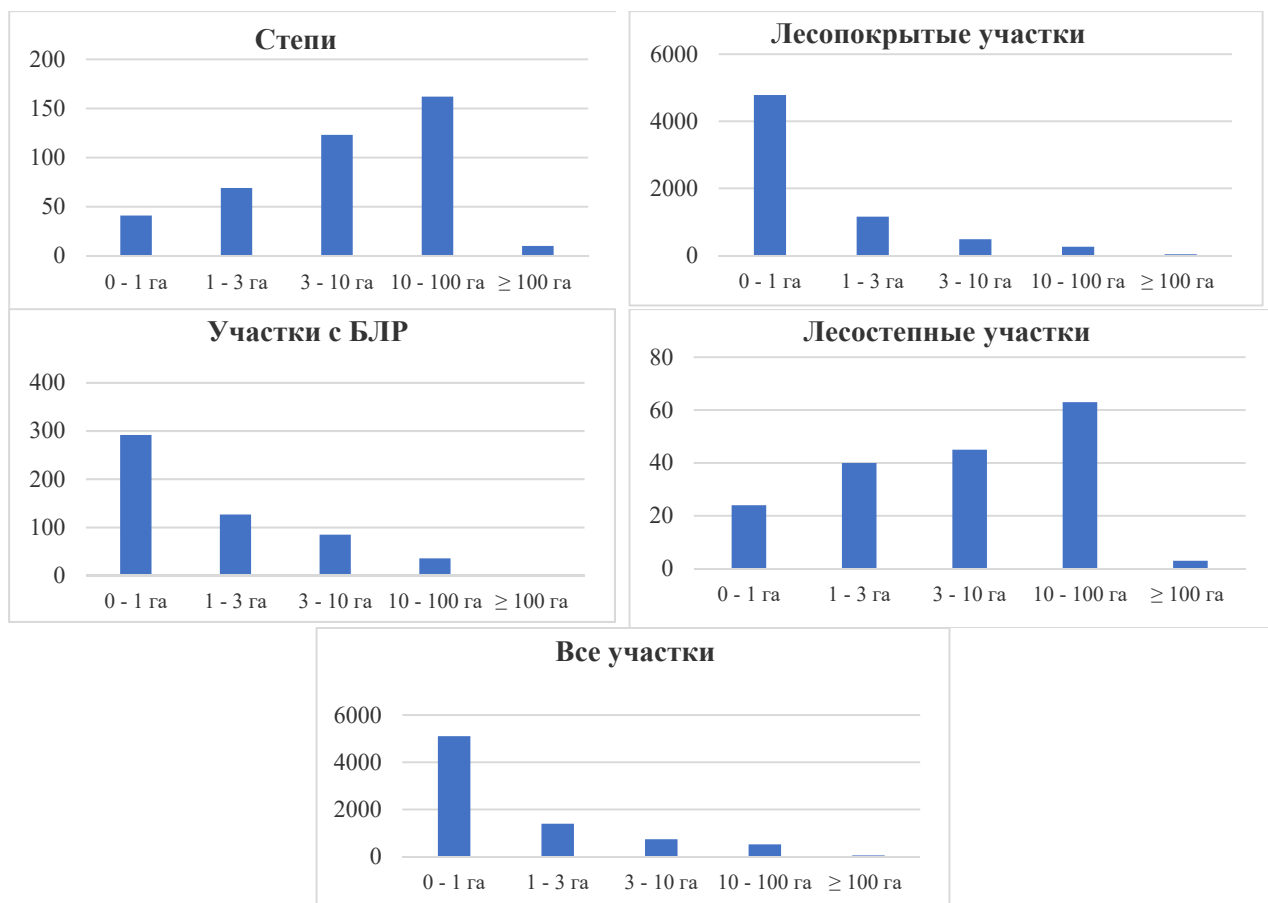 Степи
200
150
100
50
0
0 - 1 га 1 - 3 га 3 - 10 га 10 - 100 га ≥ 100 га
Лесопокрытые участки
6000
4000
2000
0
0 - 1 га 1 - 3 га 3 - 10 га 10 - 100 га ≥ 100 га
Участки с БЛР
400
300
200
100
0
0 - 1 га 1 - 3 га 3 - 10 га 10 - 100 га ≥ 100 га
Лесостепные участки
80
60
40
20
0
0 - 1 га 1 - 3 га 3 - 10 га 10 - 100 га ≥ 100 га
Все участки
6000
4000
2000
0
0 - 1 га 1 - 3 га 3 - 10 га 10 - 100 га ≥ 100 га